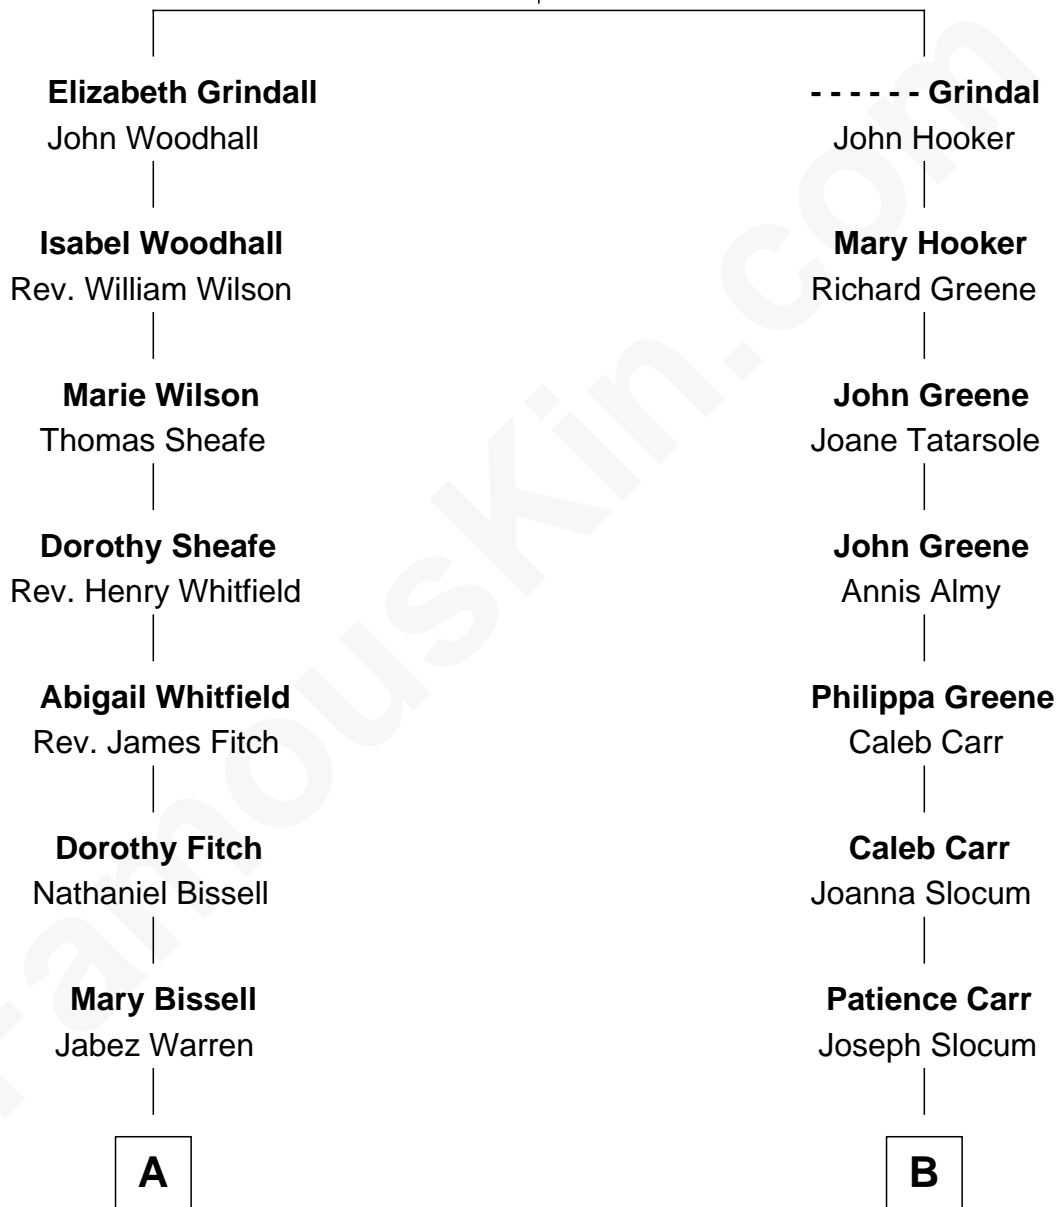 Elizabeth Grindall
John Woodhall
Isabel Woodhall
Rev. William Wilson
Marie Wilson
Thomas Sheafe
Dorothy Sheafe
Rev. Henry Whitfield
Abigail Whitfield
Rev. James Fitch
Dorothy Fitch
Nathaniel Bissell
Mary Bissell
Jabez Warren
A
- - - - - - Grindal
John Hooker
Mary Hooker
Richard Greene
John Greene
Joane Tatarsole
John Greene
Annis Almy
Philippa Greene
Caleb Carr
Caleb Carr
Joanna Slocum
Patience Carr
Joseph Slocum
B
FamousKin.com